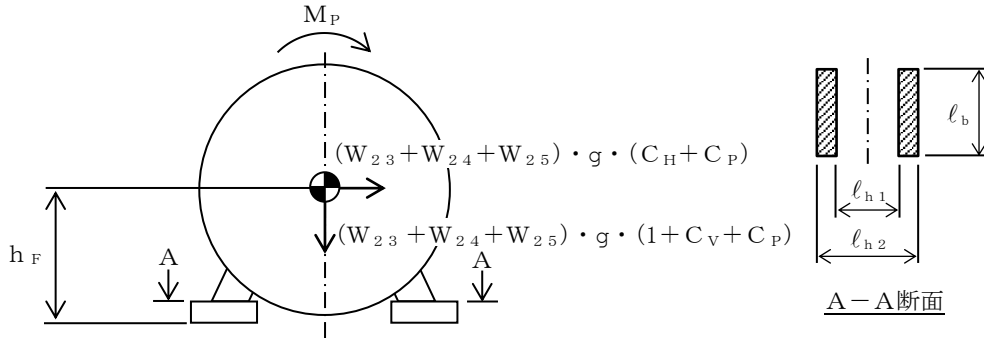 Ｍ_Ｐ
(Ｗ_２３＋Ｗ_２４＋Ｗ_２５)・ｇ・(Ｃ_Ｈ＋Ｃ_Ｐ)
(Ｗ_２３＋Ｗ_２４＋Ｗ_２５)・ｇ・(1＋Ｃ_Ｖ＋Ｃ_Ｐ)
ｈ_Ｆ
Ａ
Ａ
ℓ_ｂ
ℓ_ｈ１
ℓ_ｈ２
Ａ－Ａ断面